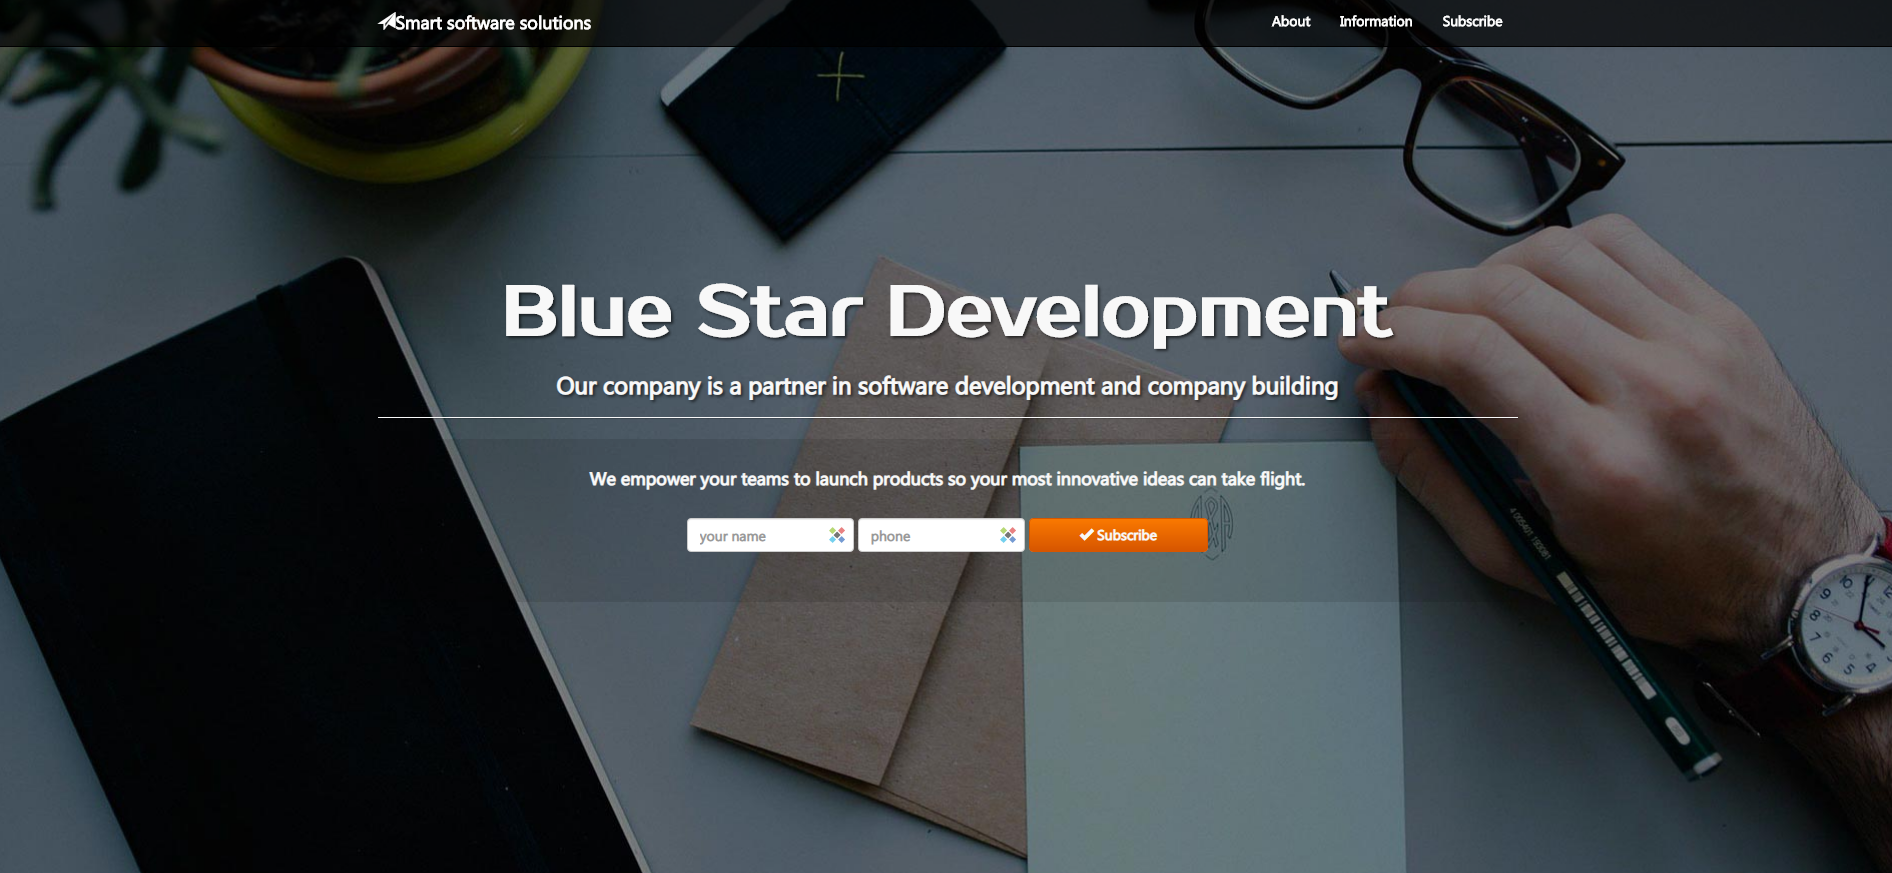 Smart software solutions
About Information Subscribe
Blue Star Development
Our company is a partner in software development and company building
We empower your teams to launch products so your most innovative ideas can take flight.
your name
phone
Subscribe